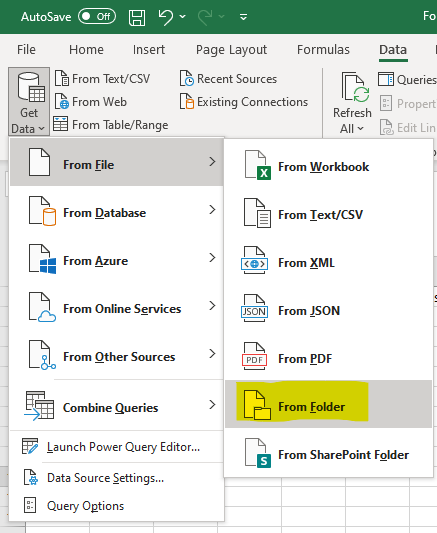 AutoSave Off Fo
File Home Insert Page Layout Formulas Data
Get Data
From Text/CSV
From Web
From Table/Range
Recent Sources
Existing Connections
Refresh All
Queries
Propert
Edit Lin
From File
From Database
From Azure
From Online Services
From Other Sources
Combine Queries
Launch Power Query Editor...
Data Source Settings...
Query Options
From Workbook
From Text/CSV
From XML
JSON From JSON
PDF From PDF
From Folder
From SharePoint Folder